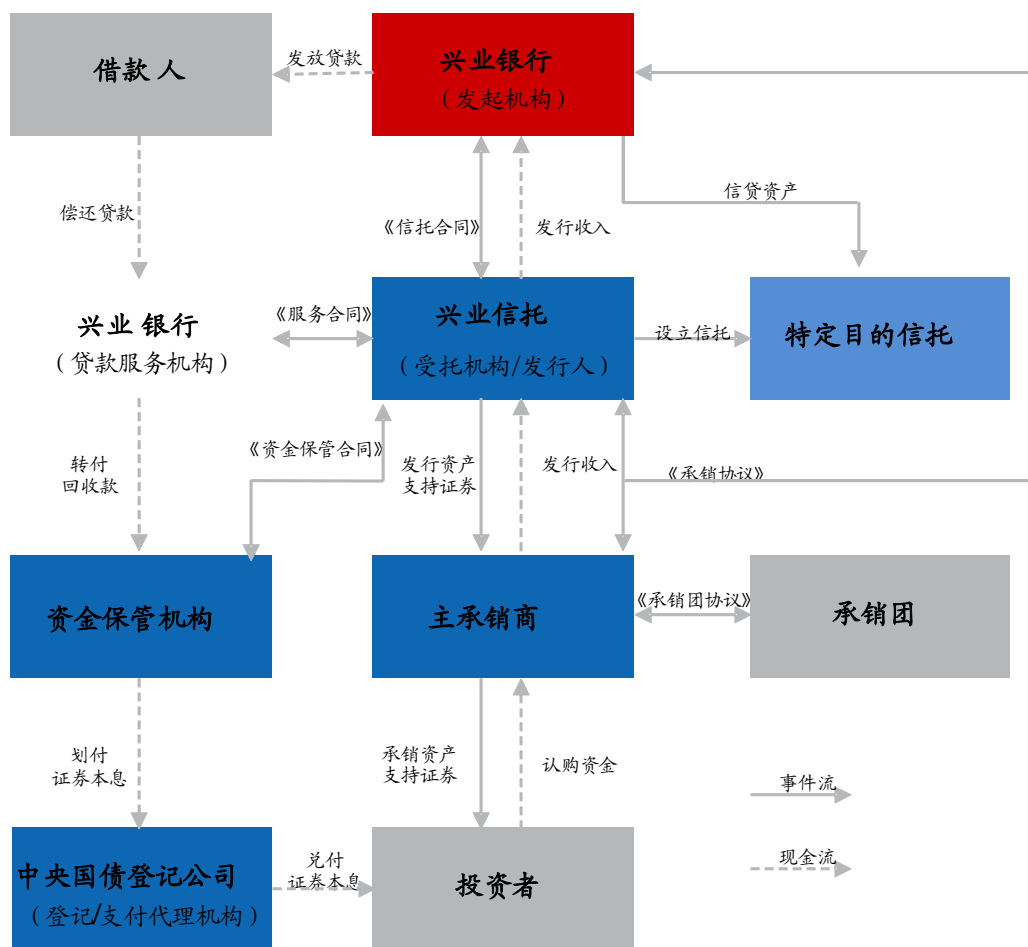 借款人
发放贷款
兴业银行
（发起机构）
偿还贷款
《信托合同》
发行收入
信贷资产
兴业银行
（贷款服务机构）
《服务合同》
兴业信托
（受托机构/发行人）
设立信托
特定目的信托
转付
回收款
《资金保管合同》
发行资产
支持证券
发行收入
《承销协议》
资金保管机构
主承销商
《承销团协议》
承销团
划付
证券本息
承销资产
支持证券
认购资金
事件流
中央国债登记公司
（登记/支付代理机构）
兑付
证券本息
投资者
现金流